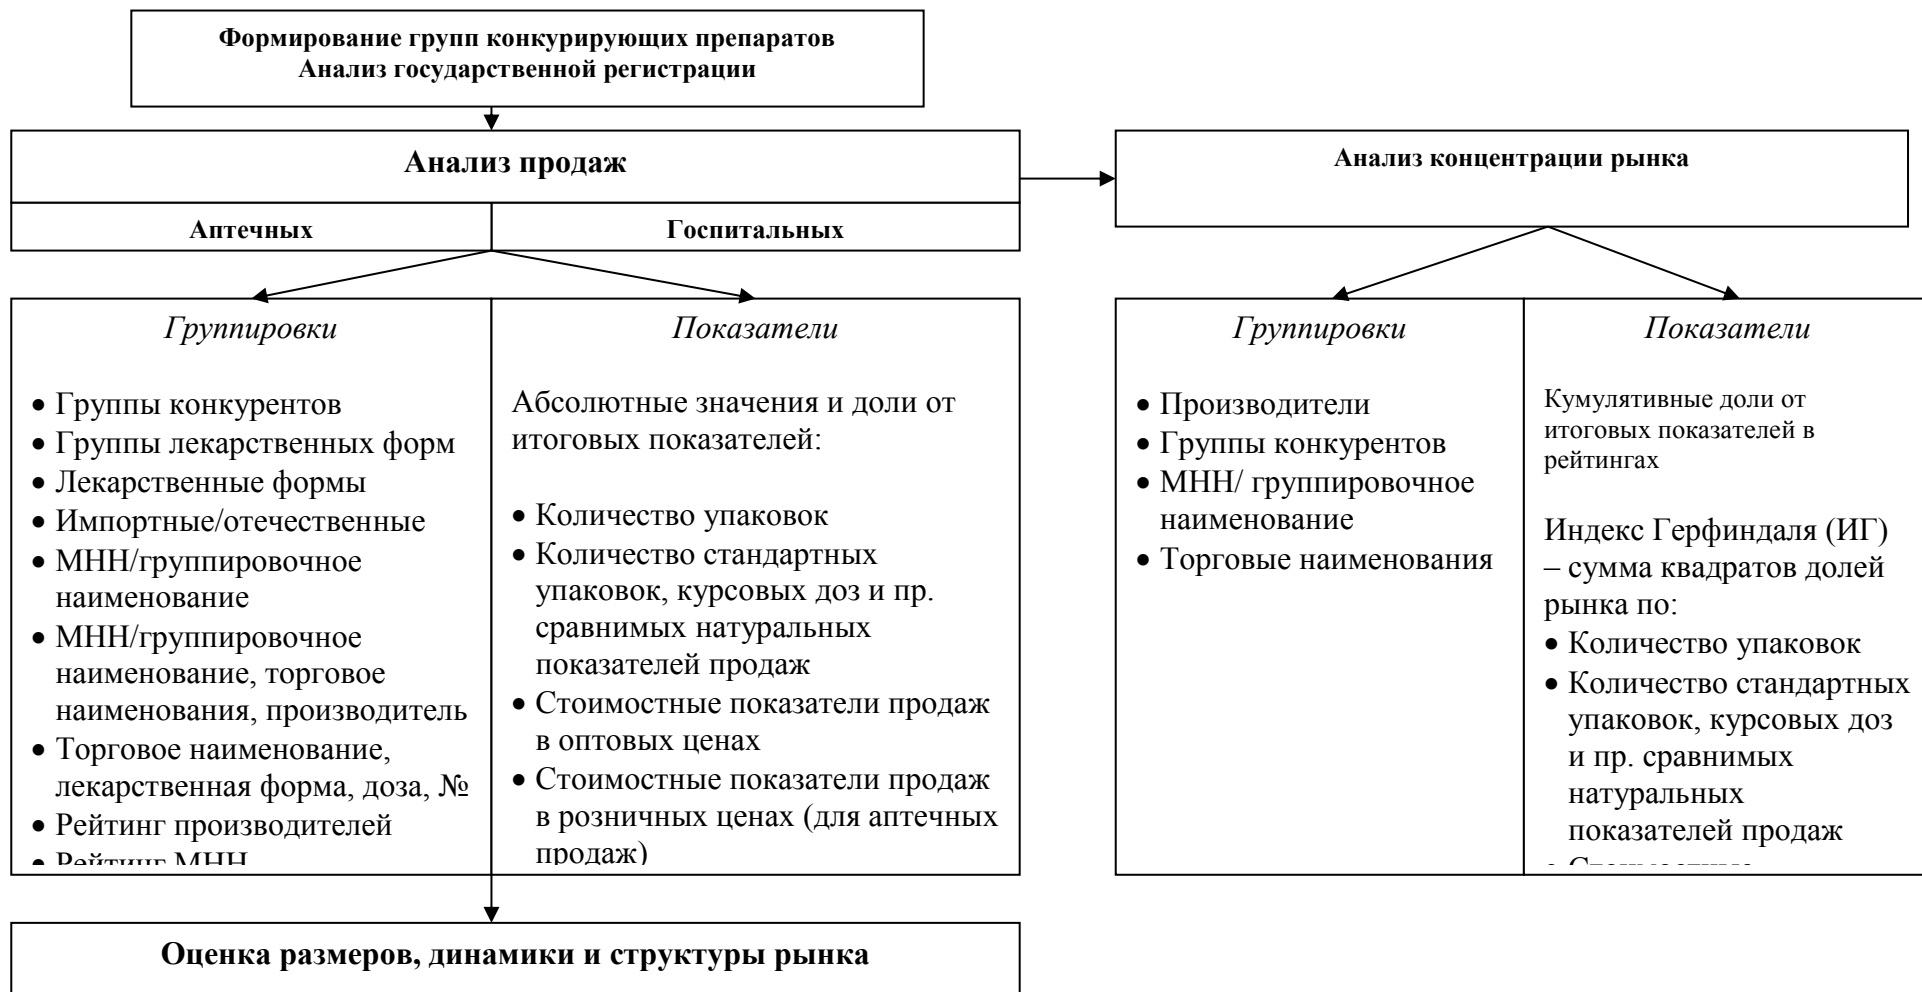 Формирование групп конкурирующих препаратов
Анализ государственной регистрации
Анализ продаж
Аптечных
Госпитальных
Анализ концентрации рынка
Группировки
• Группы конкурентов
• Группы лекарственных форм
• Лекарственные формы
• Импортные/отечественные
• МНН/группировочное
наименование
• МНН/группировочное
наименование, торговое
наименования, производитель
• Торговое наименование,
лекарственная форма, доза, №
• Рейтинг производителей
• Рейтинг МНН
Показатели
Абсолютные значения и доли от
итоговых показателей:
• Количество упаковок
• Количество стандартных
упаковок, курсовых доз и пр.
сравнимых натуральных
показателей продаж
• Стоимостные показатели продаж
в оптовых ценах
• Стоимостные показатели продаж
в розничных ценах (для аптечных
продаж)
Группировки
• Производители
• Группы конкурентов
• МНН/ группировочное
наименование
• Торговые наименования
Показатели
Кумулятивные доли от
итоговых показателей в
рейтингах
Индекс Герфиндаля (ИГ)
– сумма квадратов долей
рынка по:
• Количество упаковок
• Количество стандартных
упаковок, курсовых доз
и пр. сравнимых
натуральных
показателей продаж
Оценка размеров, динамики и структуры рынка